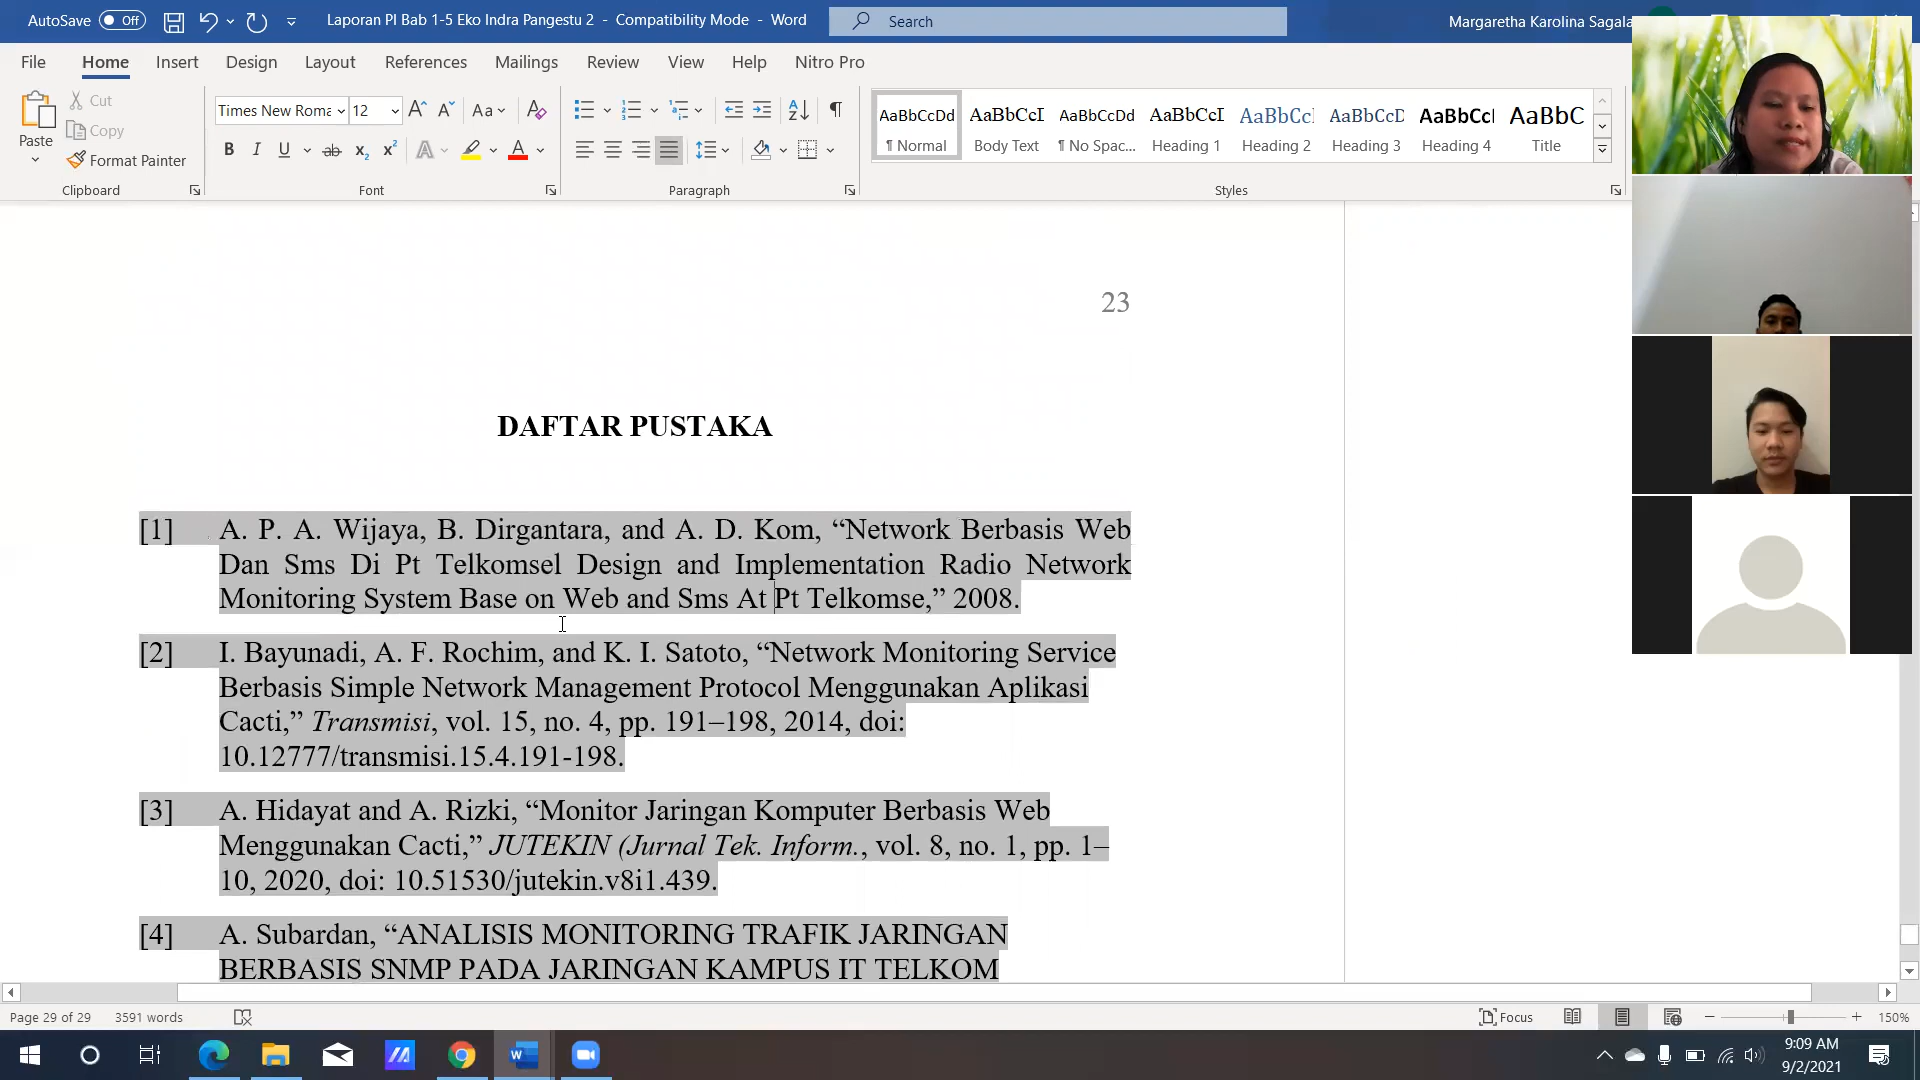 AutoSave Off Laporan PI Bab 1-5 Eko Indra Pangestu 2 - Compatibility Mode - Word Search Margaretha Karolina Sagala
File Home Insert Design Layout References Mailings Review View Help Nitro Pro
Paste
Cut
Copy
Format Painter
Clipboard
Times New Roma 12
Font
Paragraph
AaBbCcDd AaBbCcI AaBbCcDd AaBbCcI AaBbCcI AaBbCcD AaBbCcI AaBbC
¶ Normal Body Text ¶ No Spac... Heading 1 Heading 2 Heading 3 Heading 4 Title
Styles
23
DAFTAR PUSTAKA
[1] A. P. A. Wijaya, B. Dirgantara, and A. D. Kom, “Network Berbasis Web
Dan Sms Di Pt Telkomsel Design and Implementation Radio Network
Monitoring System Base on Web and Sms At Pt Telkomse,” 2008.
[2] I. Bayunadi, A. F. Rochim, and K. I. Satoto, “Network Monitoring Service
Berbasis Simple Network Management Protocol Menggunakan Aplikasi
Cacti,” Transmisi, vol. 15, no. 4, pp. 191–198, 2014, doi:
10.12777/transmisi.15.4.191-198.
[3] A. Hidayat and A. Rizki, “Monitor Jaringan Komputer Berbasis Web
Menggunakan Cacti,” JUTEKIN (Jurnal Tek. Inform., vol. 8, no. 1, pp. 1–
10, 2020, doi: 10.51530/jutekin.v8i1.439.
[4] A. Subardan, “ANALISIS MONITORING TRAFIK JARINGAN
BERBASIS SNMP PADA JARINGAN KAMPUS IT TELKOM
Page 29 of 29 3591 words Focus 150%
9:09 AM
9/2/2021